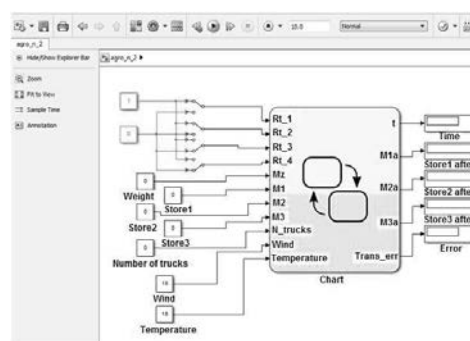 10.0 Normal
agro_n_2
Hide/Show Explorer Bar
agro_n_2
Zoom
Fit to View
Sample Time
Annotation
1
0
Rt_1
Rt_2
Rt_3
Rt_4
Mz
M1
M2
M3
N_trucks
Wind
Temperature
t
M1a
M2a
M3a
Trans_err
Chart
Time
Store1 afte
Store2 afte
Store3 afte
Error
0
Weight
0
Store1
0
Store2
0
Store3
0
Number of trucks
Wind
Temperature